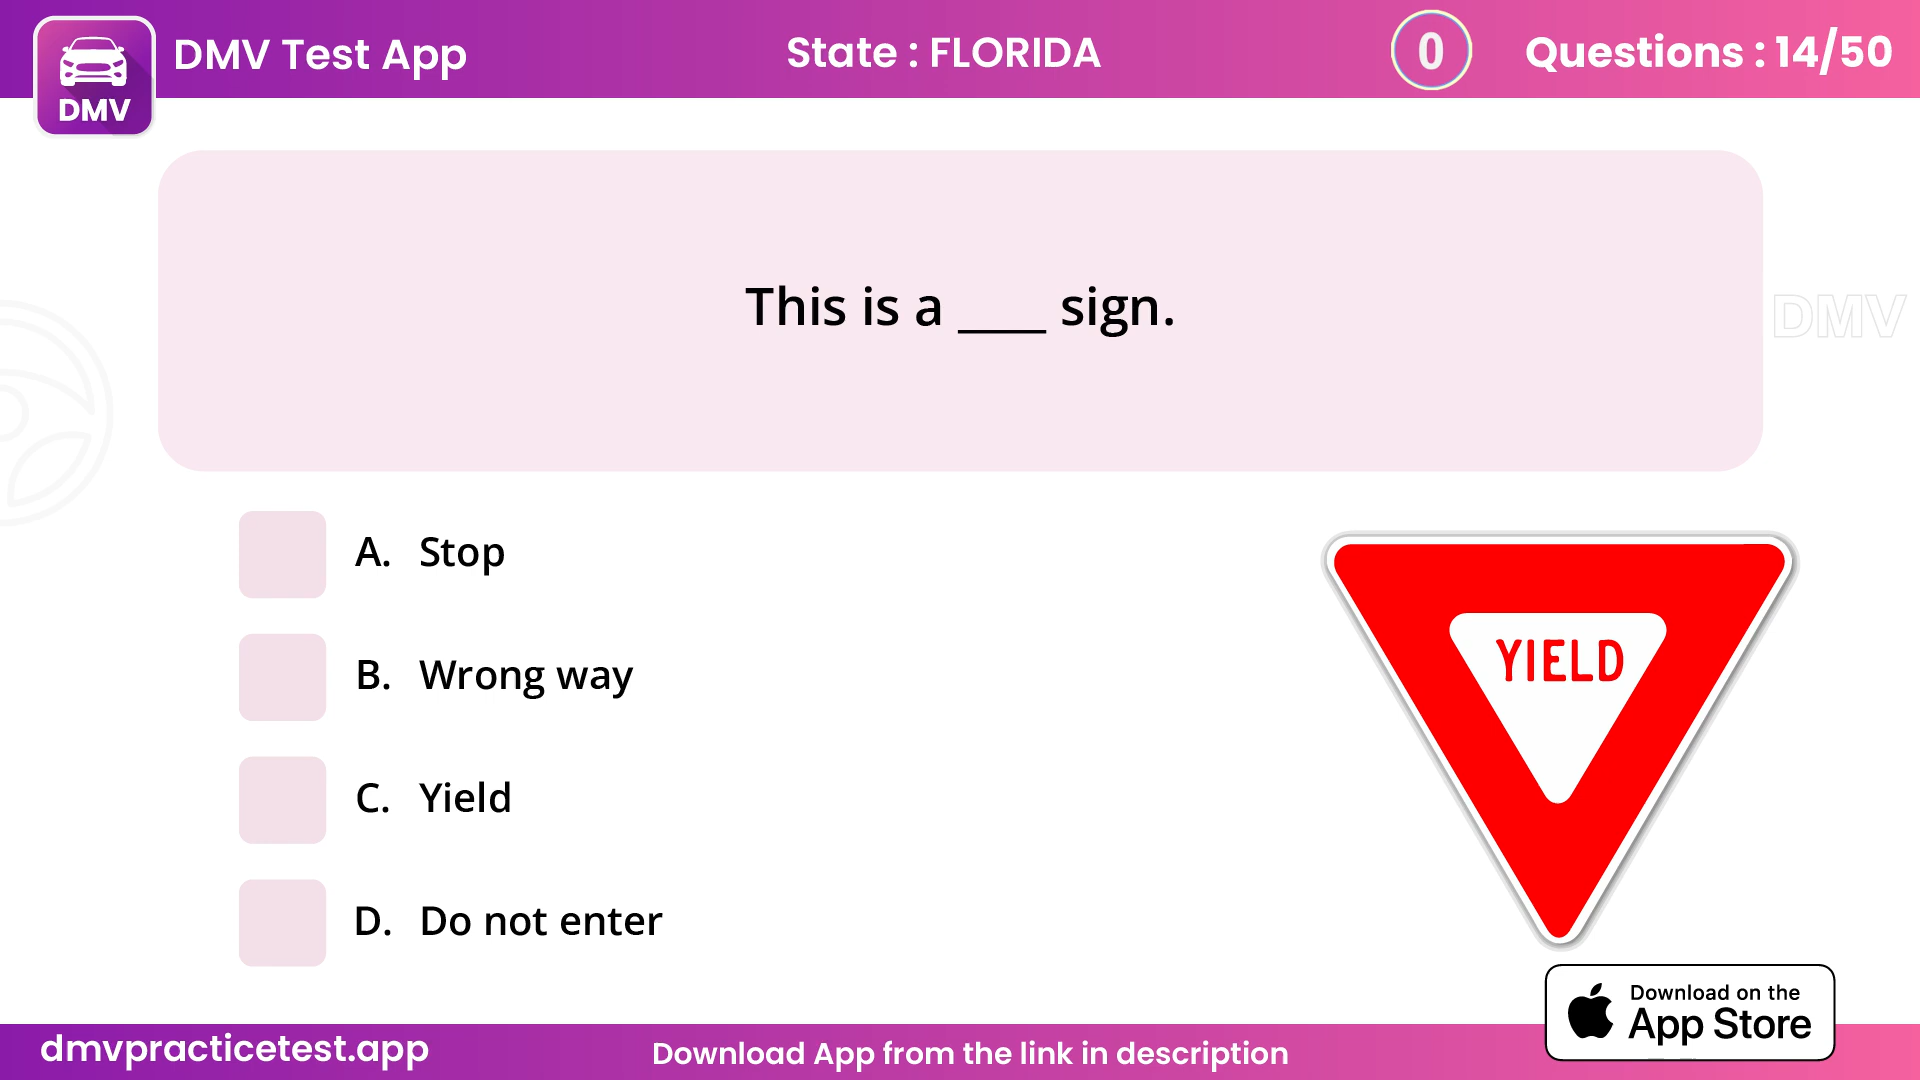 DMV
DMV Test App
State : FLORIDA
0
Questions : 14/50
This is a ____ sign.
DMV
A. Stop
B. Wrong way
C. Yield
D. Do not enter
YIELD
Download on the
App Store
dmvpracticetest.app
Download App from the link in description